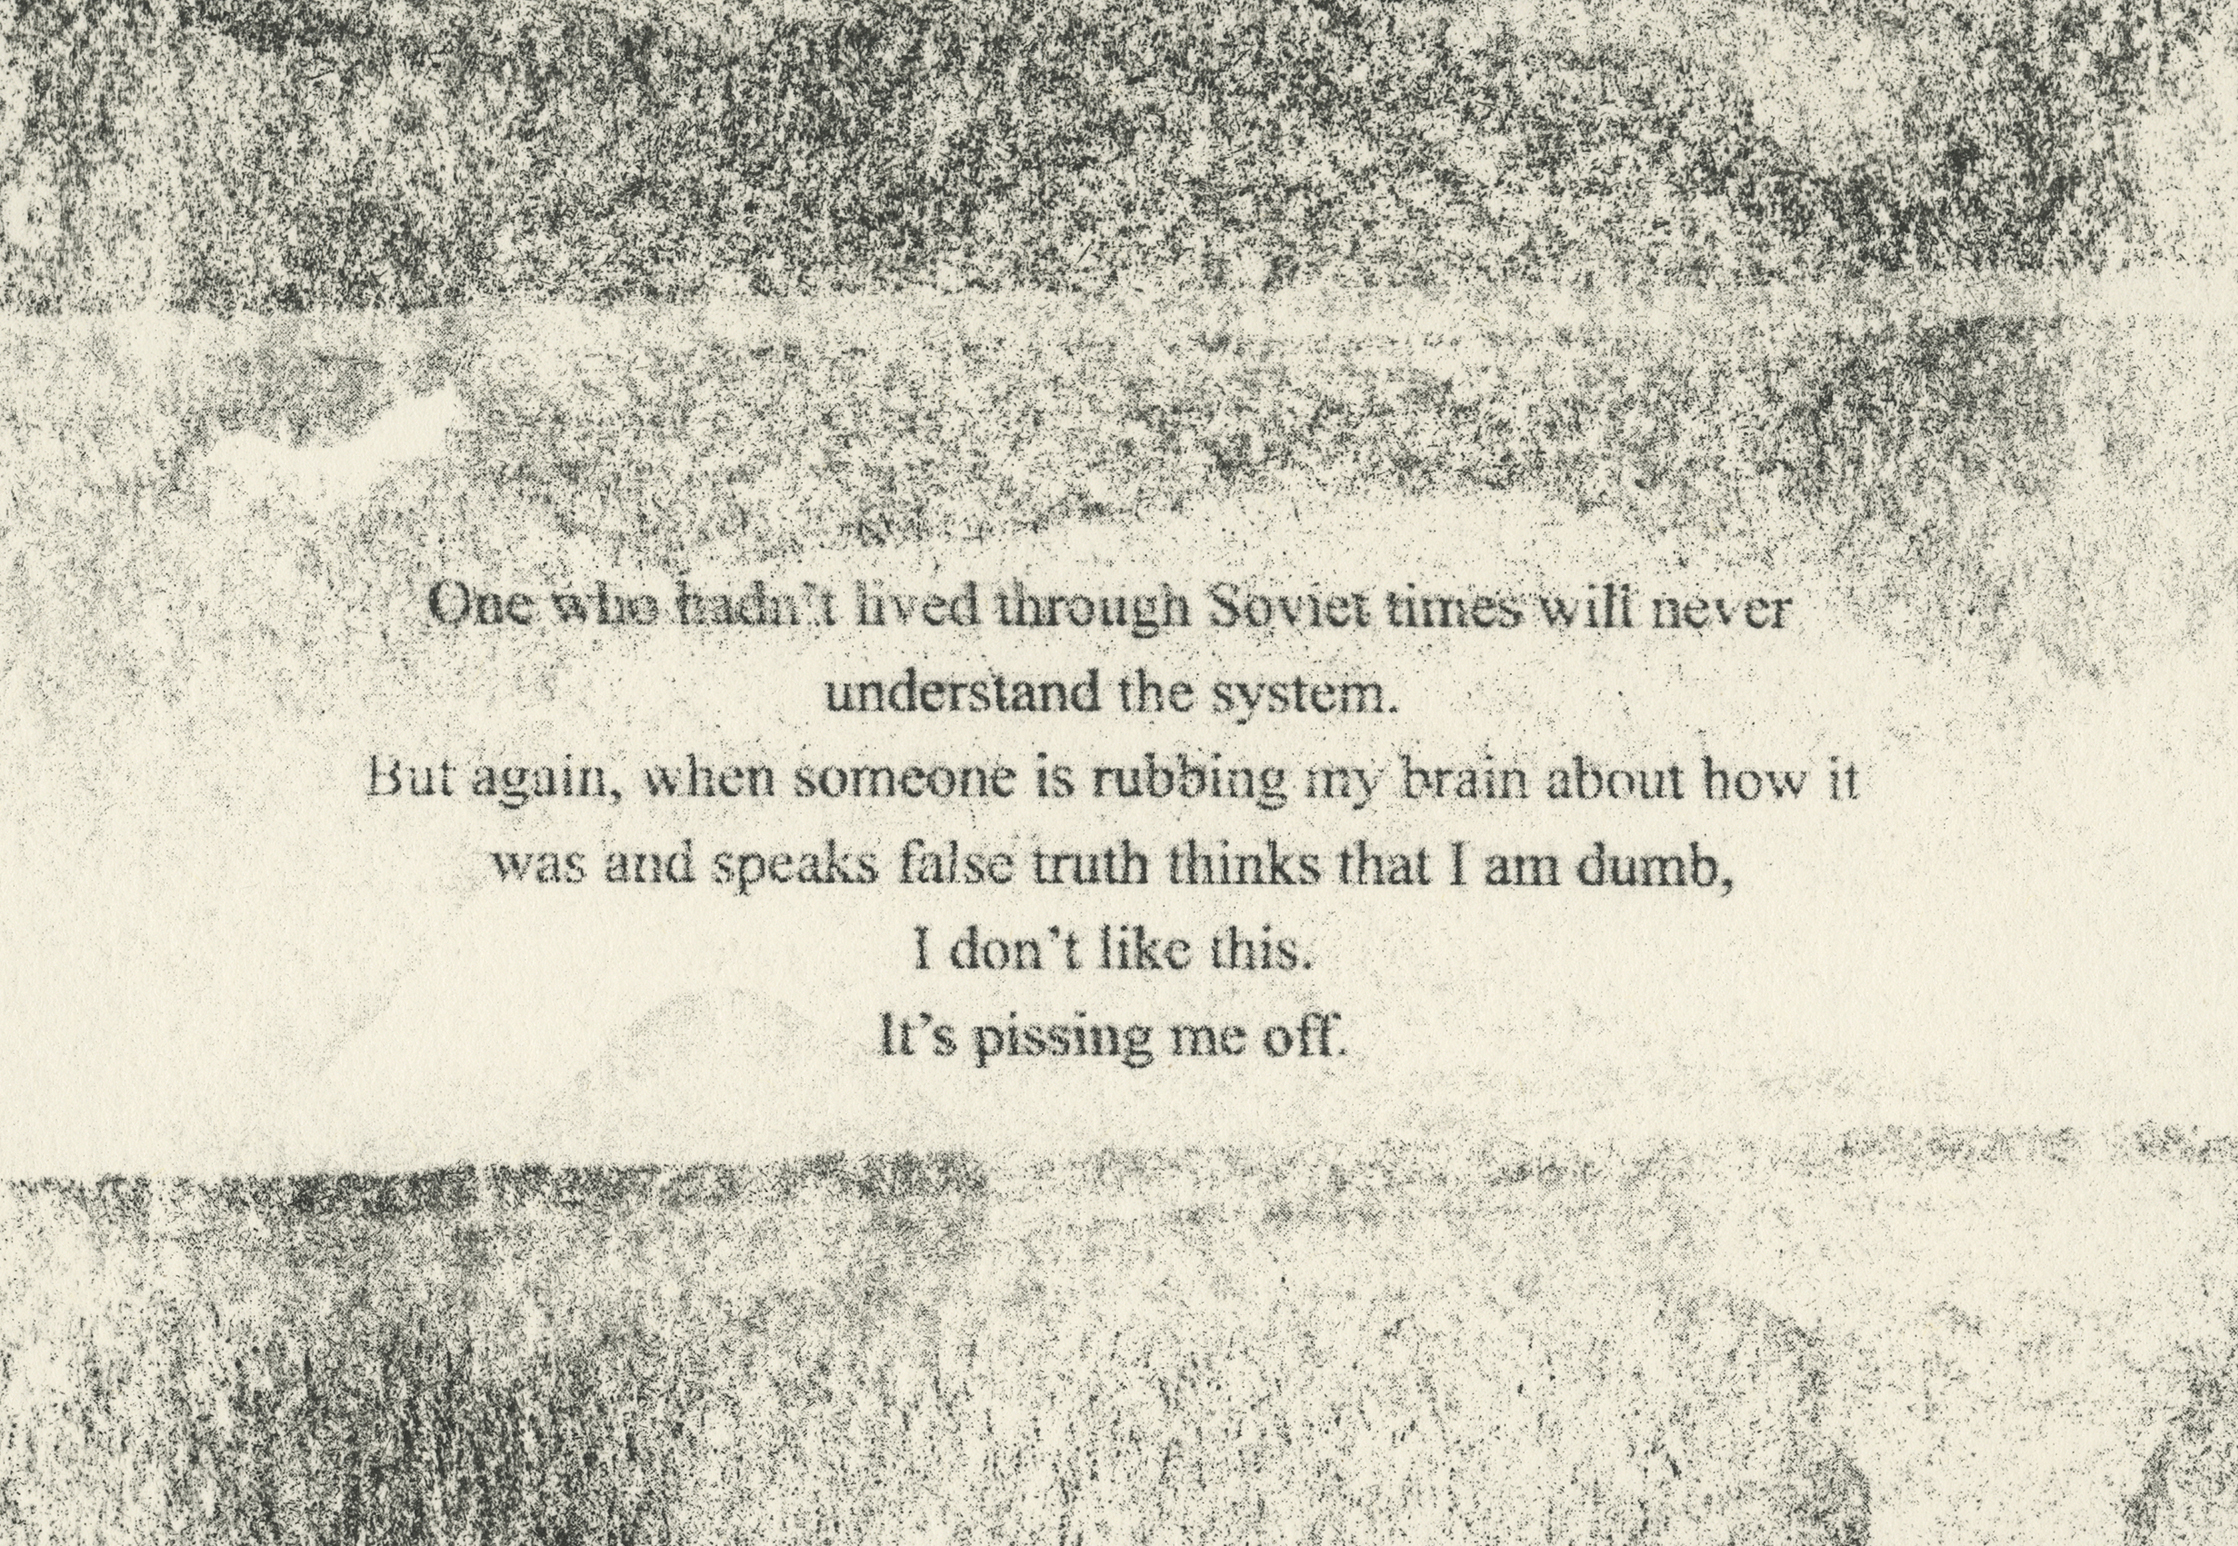 One who hadn't lived through Soviet times will never
understand the system.
But again, when someone is rubbing my brain about how it
was and speaks false truth thinks that I am dumb,
I don't like this.
It's pissing me off.